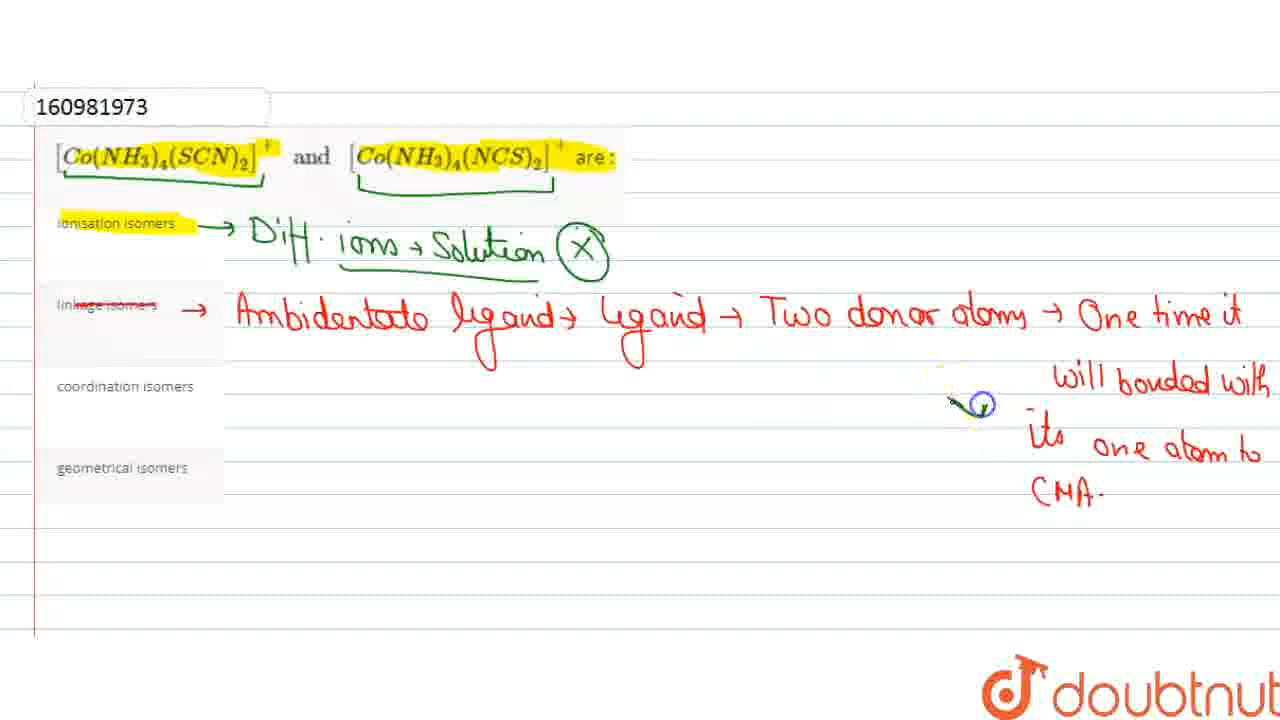 160981973
[Co(NH₃)₄(SCN)₂]⁺ and [Co(NH₃)₄(NCS)₂]⁺ are :
ionisation isomers → Diff. ions → Solution X
linkage isomers → Ambidentate ligand → ligand → Two donor atoms → One time it
will bonded with
its one atom to
CMA.
coordination isomers
geometrical isomers
doubtnut